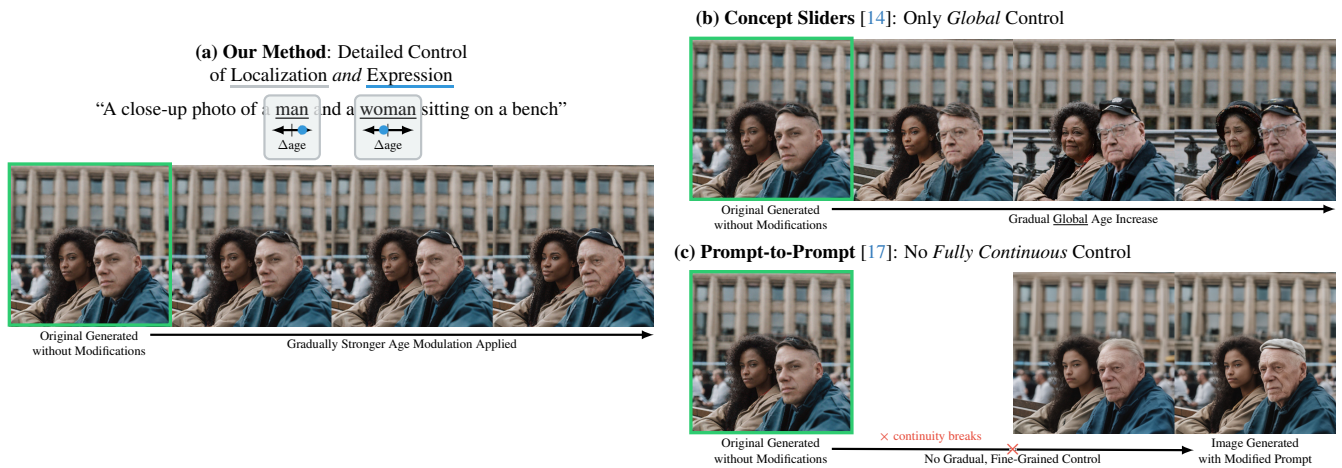 (a) Our Method: Detailed Control
of Localization and Expression
“A close-up photo of a man and a woman sitting on a bench”
Δage Δage
Original Generated
without Modifications
Gradually Stronger Age Modulation Applied
(b) Concept Sliders [14]: Only Global Control
Original Generated
without Modifications
Gradual Global Age Increase
(c) Prompt-to-Prompt [17]: No Fully Continuous Control
Original Generated
without Modifications
× continuity breaks
No Gradual, Fine-Grained Control
Image Generated
with Modified Prompt